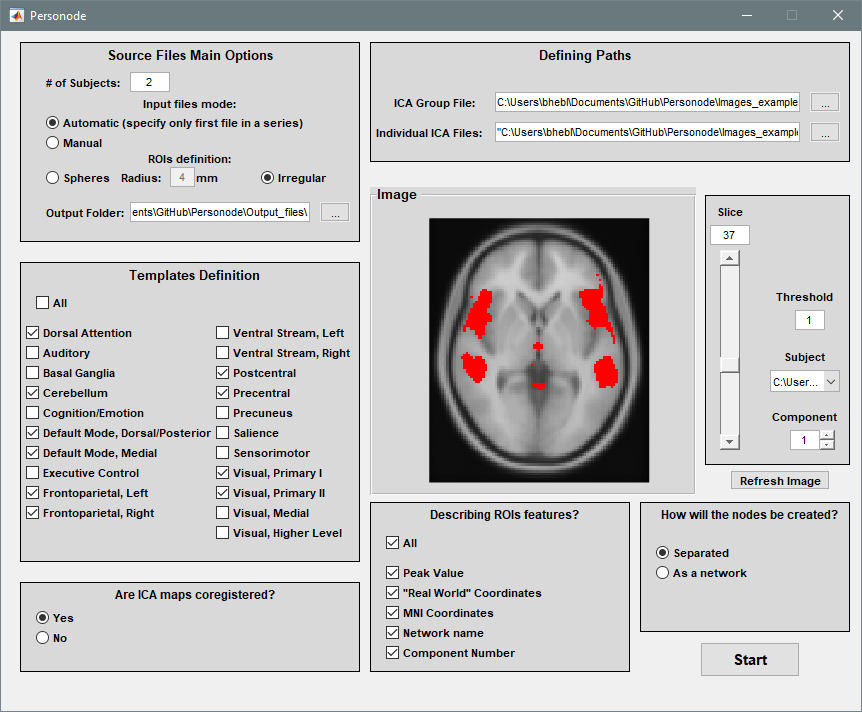 Personode
Source Files Main Options
# of Subjects: 2
Input files mode:
Automatic (specify only first file in a series)
Manual
ROIs definition:
Spheres Radius: 4 mm Irregular
Output Folder: ents\GitHub\Personode\Output_files\ ...
Defining Paths
ICA Group File: C:\Users\bhebl\Documents\GitHub\Personode\Images_example ...
Individual ICA Files: "C:\Users\bhebl\Documents\GitHub\Personode\Images_exampl ...
Templates Definition
All
Dorsal Attention
Auditory
Basal Ganglia
Cerebellum
Cognition/Emotion
Default Mode, Dorsal/Posterior
Default Mode, Medial
Executive Control
Frontoparietal, Left
Frontoparietal, Right
Ventral Stream, Left
Ventral Stream, Right
Postcentral
Precentral
Precuneus
Salience
Sensorimotor
Visual, Primary I
Visual, Primary II
Visual, Medial
Visual, Higher Level
Image
Slice
37
Threshold
1
Subject
C:\User...
Component
1
Refresh Image
Are ICA maps coregistered?
Yes
No
Describing ROIs features?
All
Peak Value
"Real World" Coordinates
MNI Coordinates
Network name
Component Number
How will the nodes be created?
Separated
As a network
Start